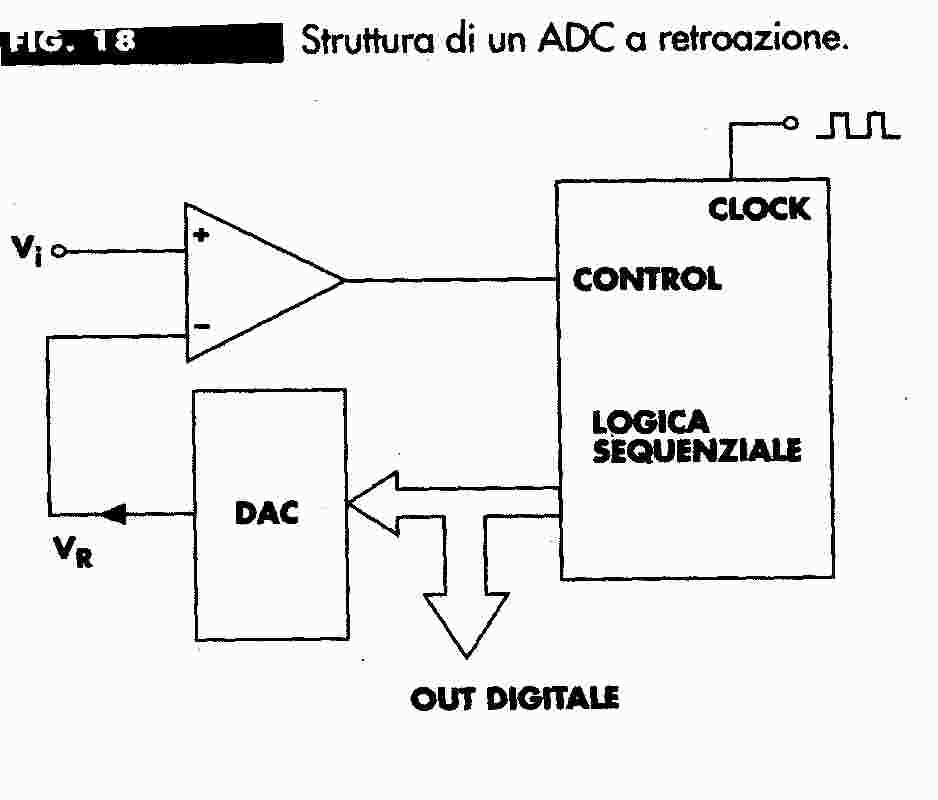 FIG. 18
Struttura di un ADC a retroazione.
CLOCK
Vi
+
CONTROL
−
LOGICA
SEQUENZIALE
DAC
VR
OUT DIGITALE